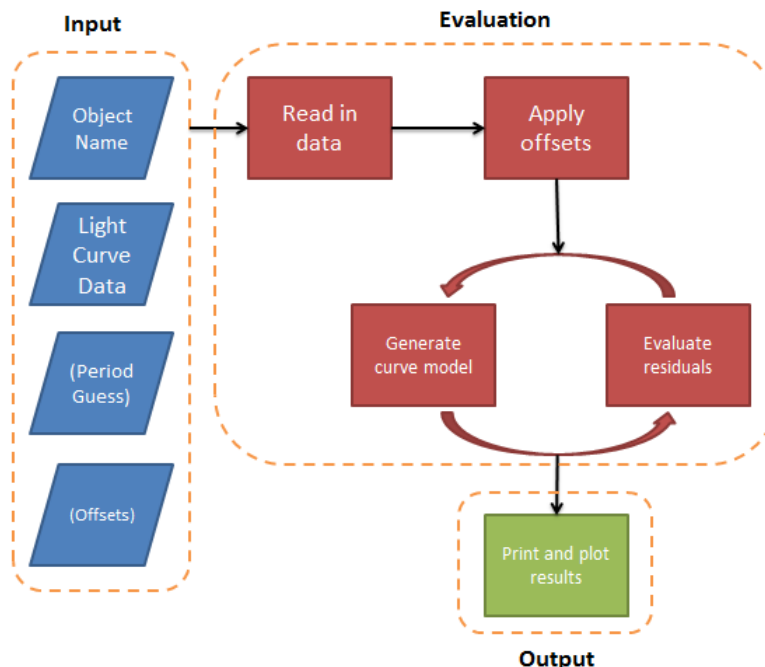 Input
Object
Name
Light
Curve
Data
(Period
Guess)
(Offsets)
Evaluation
Read in
data
Apply
offsets
Generate
curve model
Evaluate
residuals
Print and plot
results
Output